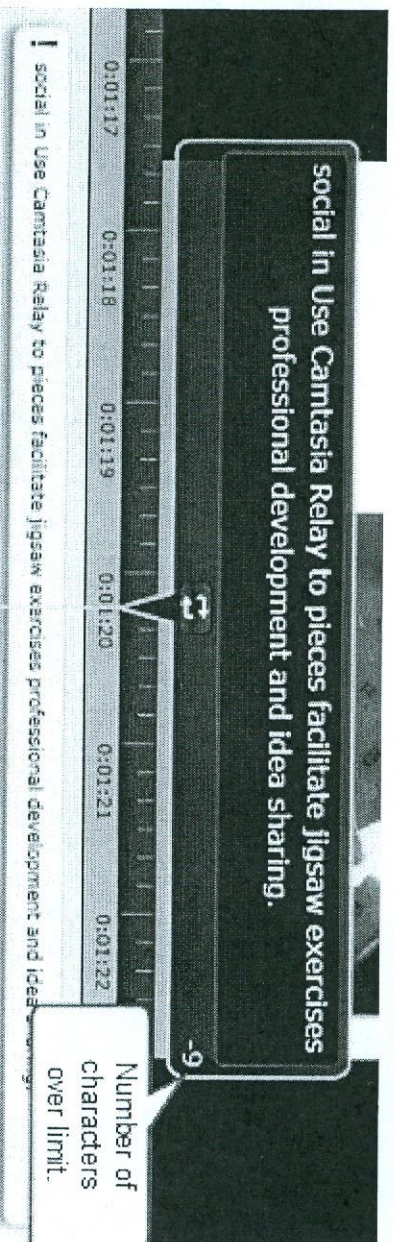 social in Use Camtasia Relay to pieces facilitate jigsaw exercises
professional development and idea sharing.
-9
Number of
characters
over limit.
0:01:17 0:01:18 0:01:19 0:01:20 0:01:21 0:01:22
social in Use Camtasia Relay to pieces facilitate jigsaw exercises professional development and idea